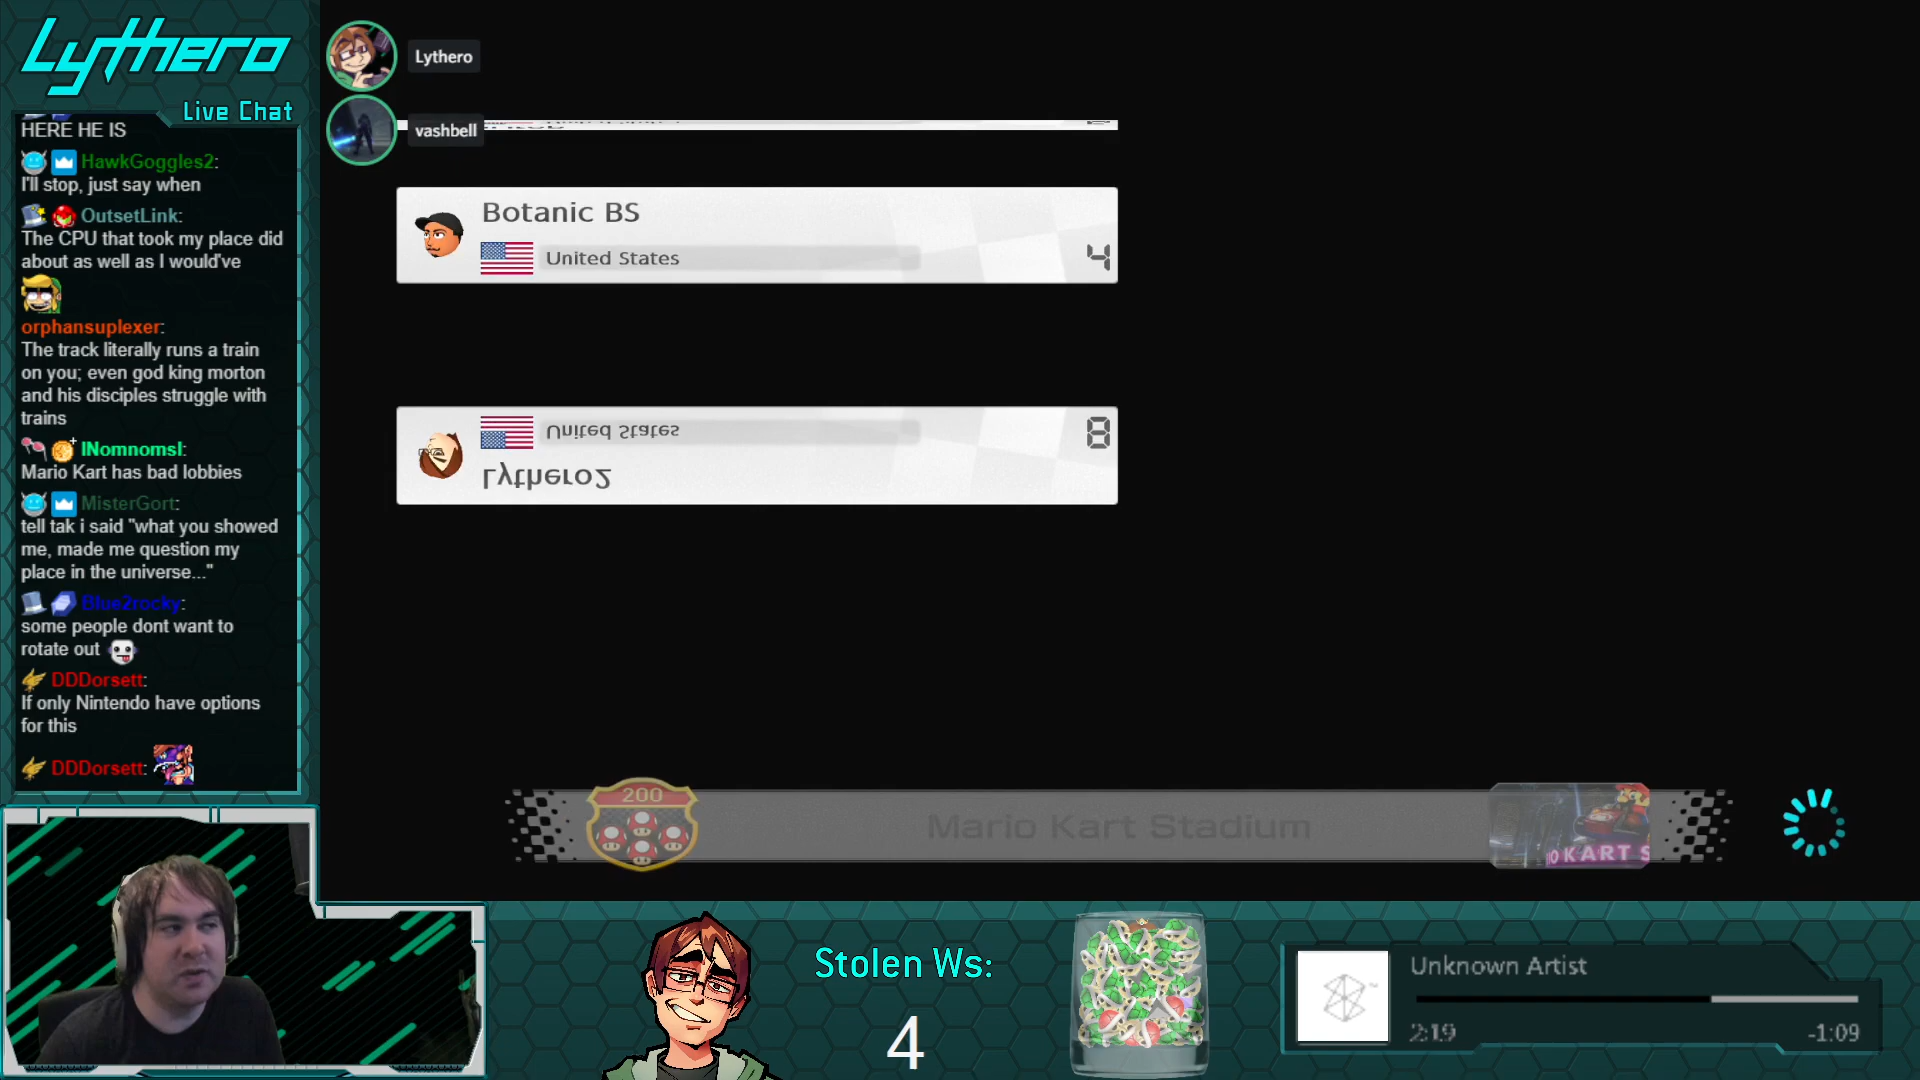 Lythero
Live Chat
HERE HE IS
HawkGoggles2:
I'll stop, just say when
OutsetLink:
The CPU that took my place did
about as well as I would've
orphansuplexer:
The track literally runs a train
on you; even god king morton
and his disciples struggle with
trains
INomnomsI:
Mario Kart has bad lobbies
MisterGort:
tell tak i said "what you showed
me, made me question my
place in the universe..."
Blue2rocky:
some people dont want to
rotate out
DDDorsett:
If only Nintendo have options
for this
DDDorsett:
Lythero
vashbell
Botanic BS
United States
4
United States
8
Lythero2
200
Mario Kart Stadium
IO KART S
Stolen Ws:
4
Unknown Artist
2:19
-1:09